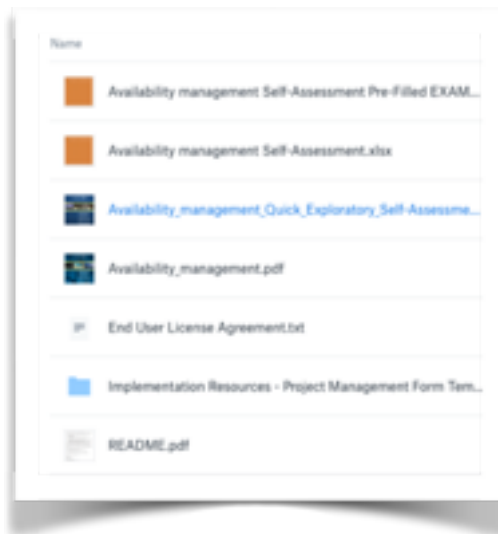 Name
Availability management Self-Assessment Pre-Filled EXAM...
Availability management Self-Assessment.xlsx
Availability_management_Quick_Exploratory_Self-Assessme...
Availability_management.pdf
End User License Agreement.txt
Implementation Resources - Project Management Form Tem...
README.pdf